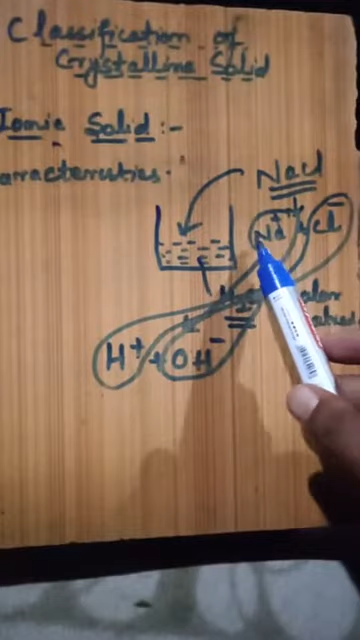 Classification of
Crystalline Solid
Ionic Solid :-
aracteristics.
NaCl
Na+ + Cl-
H+ + OH-